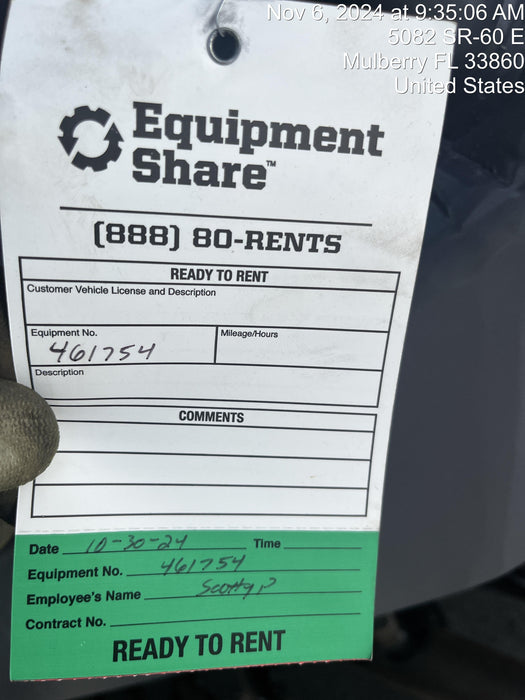 Nov 6, 2024 at 9:35:06 AM
5082 SR-60 E
Mulberry FL 33860
United States
Equipment
Share™
(888) 80-RENTS
READY TO RENT
Customer Vehicle License and Description
Equipment No. Mileage/Hours
461754
Description
COMMENTS
Date 10-30-24 Time
Equipment No. 461754
Employee's Name Scotty P
Contract No.
READY TO RENT